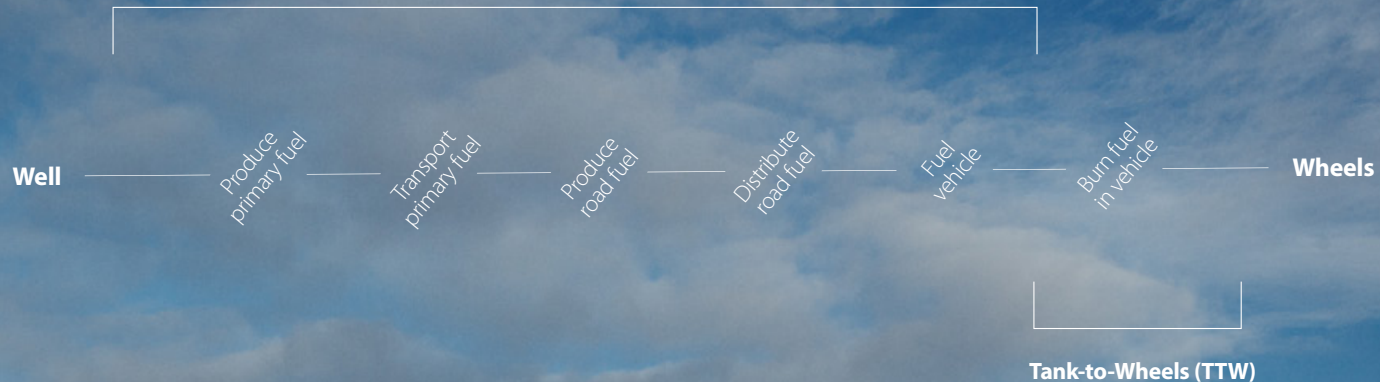 Well
Produce
primary fuel
Transport
primary fuel
Produce
road fuel
Distribute
road fuel
Fuel
vehicle
Burn fuel
in vehicle
Wheels
Tank-to-Wheels (TTW)